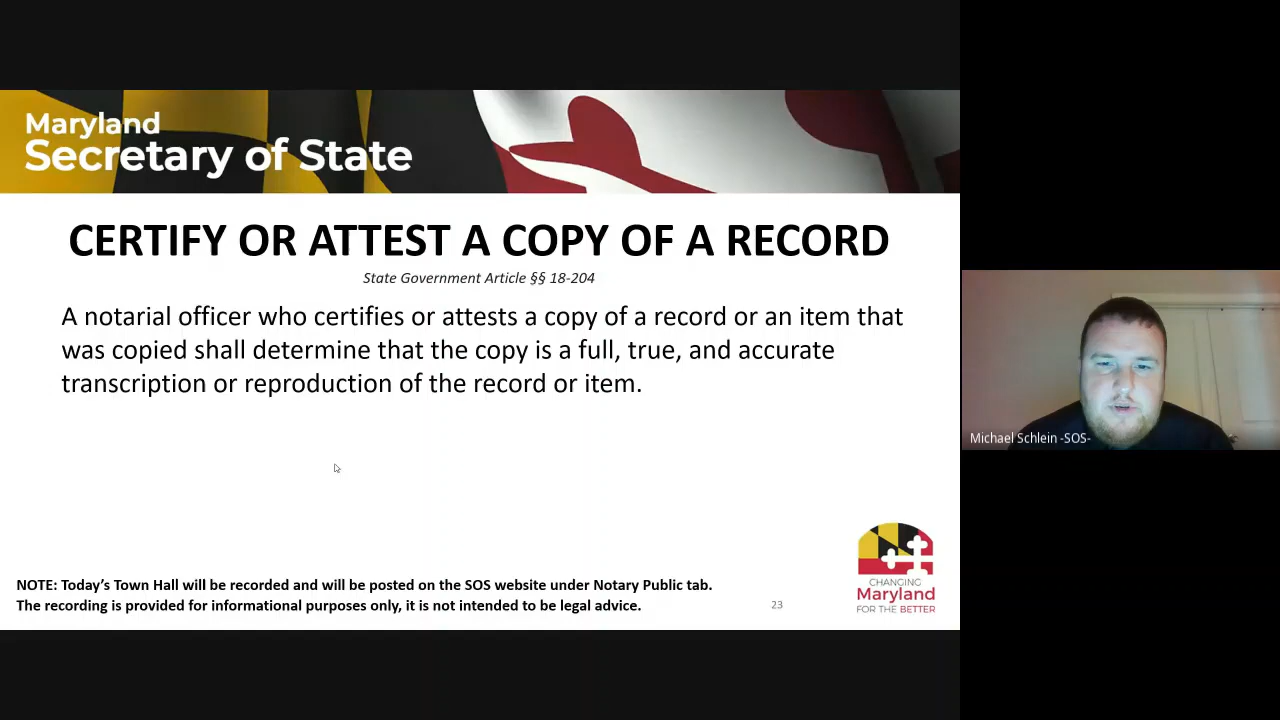 Maryland
Secretary of State
CERTIFY OR ATTEST A COPY OF A RECORD
State Government Article §§ 18-204
A notarial officer who certifies or attests a copy of a record or an item that
was copied shall determine that the copy is a full, true, and accurate
transcription or reproduction of the record or item.
Michael Schlein -SOS-
CHANGING
Maryland
FOR THE BETTER
NOTE: Today's Town Hall will be recorded and will be posted on the SOS website under Notary Public tab.
The recording is provided for informational purposes only, it is not intended to be legal advice.
23